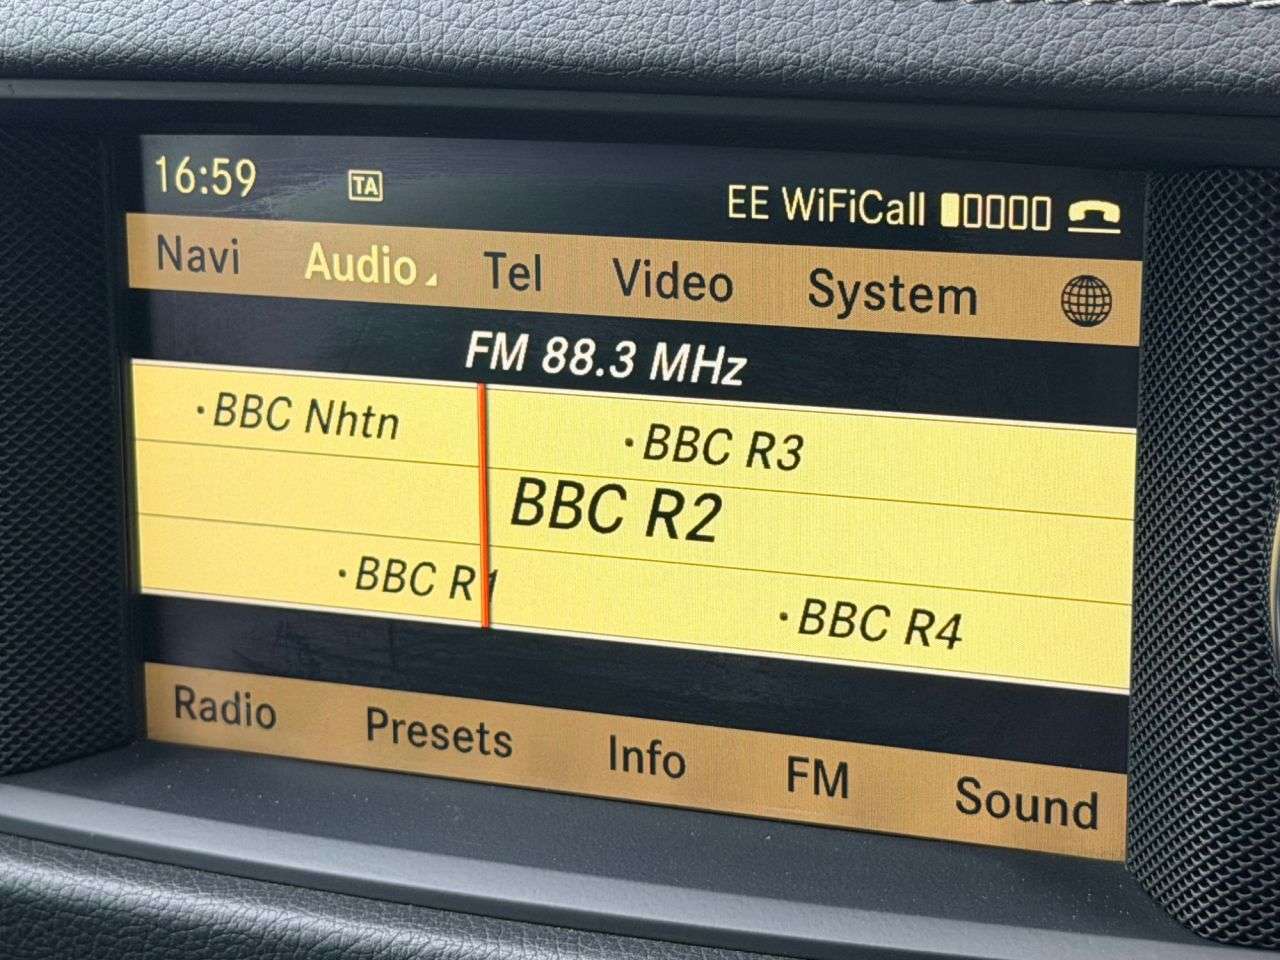 16:59 TA EE WiFiCall
Navi Audio Tel Video System
FM 88.3 MHz
·BBC Nhtn ·BBC R3
BBC R2
·BBC R1 ·BBC R4
Radio Presets Info FM Sound